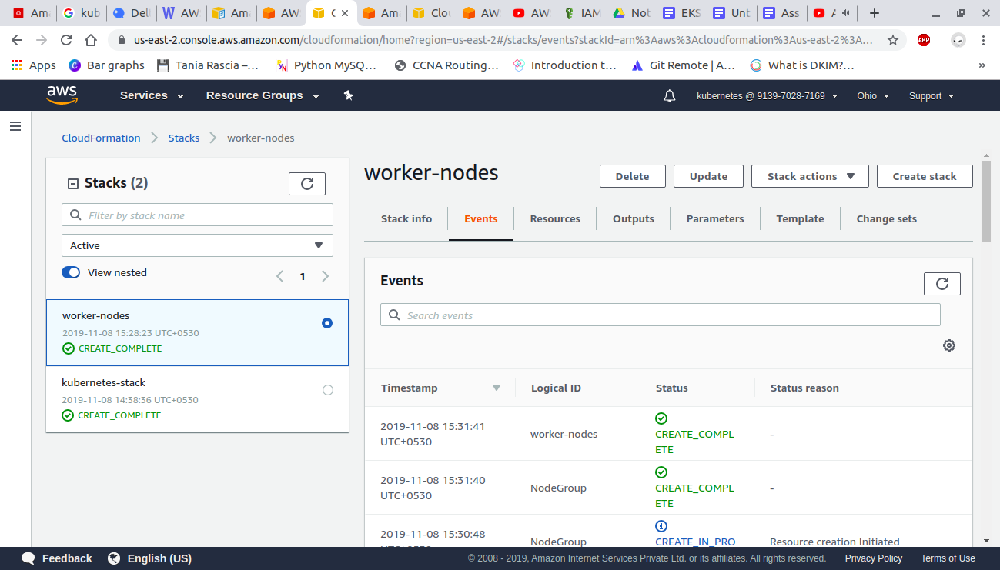 Ama
kub
Deli
AW
Ama
AW
C
Ama
Clou
AW
AW
IAM
Not
EKS
Unt
Ass
A
us-east-2.console.aws.amazon.com/cloudformation/home?region=us-east-2#/stacks/events?stackId=arn%3Aaws%3Acloudformation%3Aus-east-2%3A...
ABP
Apps
Bar graphs
Tania Rascia –...
Python MySQ...
CCNA Routing...
Introduction t...
Git Remote | A...
What is DKIM?...
»
aws
Services
Resource Groups
kubernetes @ 9139-7028-7169
Ohio
Support
CloudFormation
Stacks
worker-nodes
Stacks (2)
Filter by stack name
Active
View nested
1
worker-nodes
2019-11-08 15:28:23 UTC+0530
CREATE_COMPLETE
kubernetes-stack
2019-11-08 14:38:36 UTC+0530
CREATE_COMPLETE
worker-nodes
Delete
Update
Stack actions
Create stack
Stack info
Events
Resources
Outputs
Parameters
Template
Change sets
Events
Search events
Timestamp
Logical ID
Status
Status reason
2019-11-08 15:31:41
UTC+0530
worker-nodes
CREATE_COMPL
ETE
-
2019-11-08 15:31:40
UTC+0530
NodeGroup
CREATE_COMPL
ETE
-
2019-11-08 15:30:48
NodeGroup
CREATE_IN_PRO
Resource creation Initiated
Feedback
English (US)
© 2008 - 2019, Amazon Internet Services Private Ltd. or its affiliates. All rights reserved.
Privacy Policy
Terms of Use